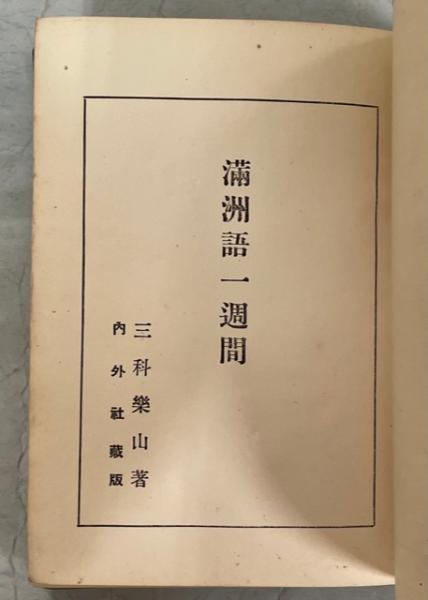 滿洲語一週間
三科樂山著
內外社藏版